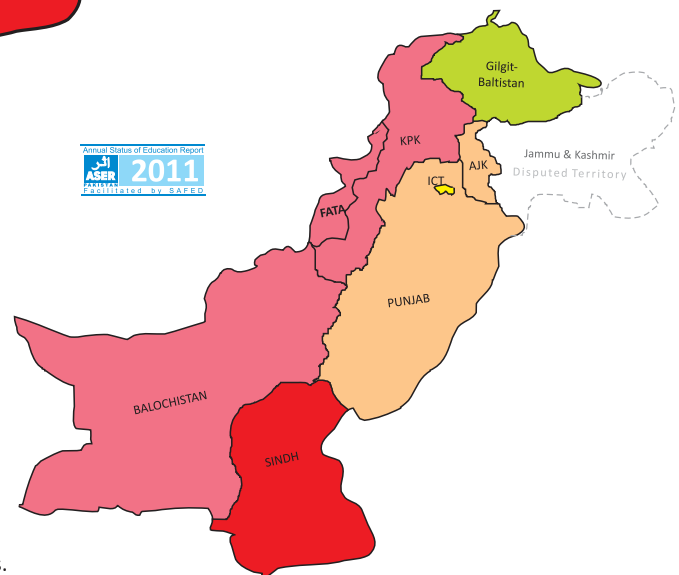 Gilgit-
Baltistan
KPK
Annual Status of Education Report
اثر
ASER
PAKISTAN
2011
Facilitated by SAFED
Jammu & Kashmir
Disputed Territory
AJK
ICT
FATA
PUNJAB
BALOCHISTAN
SINDH
s.